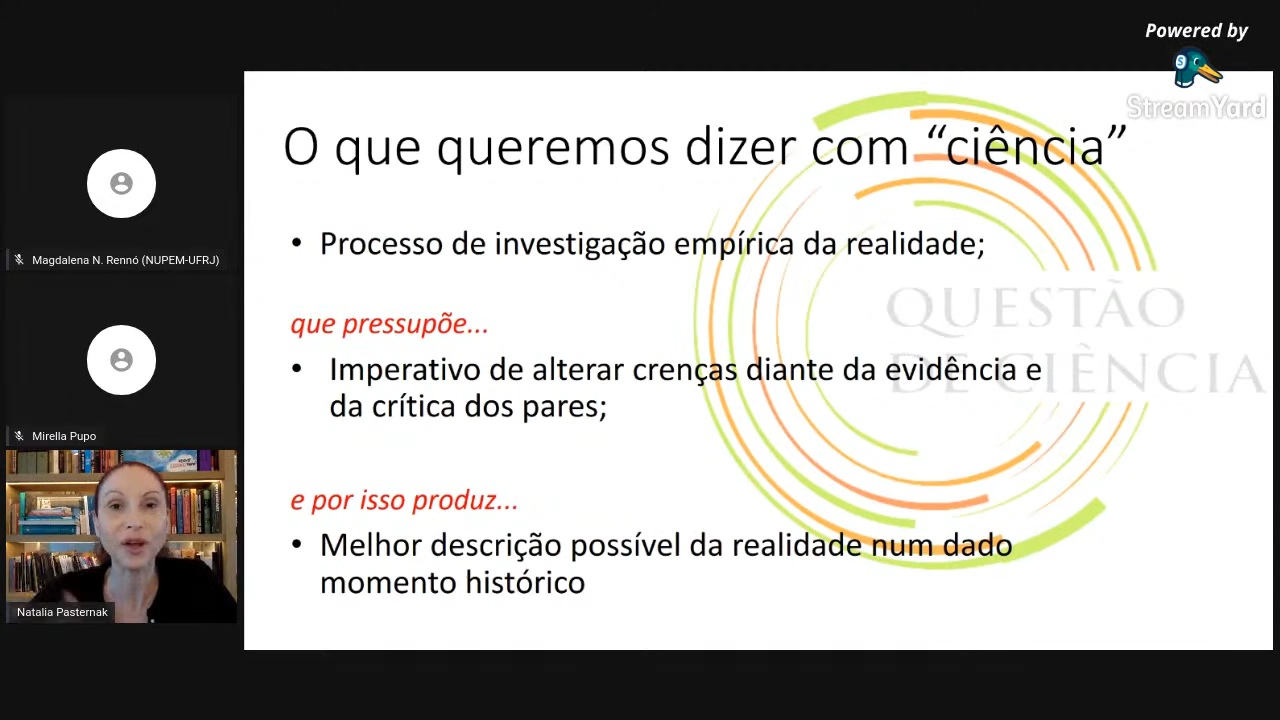 Powered by
StreamYard
O que queremos dizer com “ciência”
• Processo de investigação empírica da realidade;
que pressupõe...
• Imperativo de alterar crenças diante da evidência e
da crítica dos pares;
e por isso produz...
• Melhor descrição possível da realidade num dado
momento histórico
QUESTÃO
DE CIÊNCIA
Magdalena N. Rennó (NUPEM-UFRJ)
Mirella Pupo
Natalia Pasternak